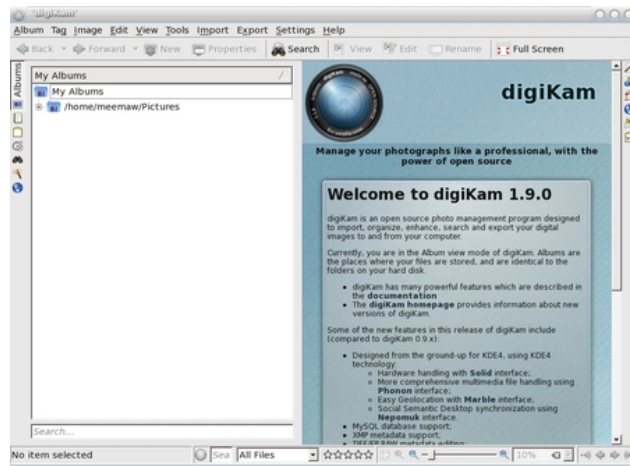 'digiKam'
Album Tag Image Edit View Tools Import Export Settings Help
Back Forward New Properties Search View Edit Rename Full Screen
Albums
My Albums
My Albums
/home/meemaw/Pictures
digiKam
Manage your photographs like a professional, with the
power of open source
Welcome to digiKam 1.9.0
digiKam is an open source photo management program designed
to import, organize, enhance, search and export your digital
images to and from your computer.
Currently, you are in the Album view mode of digiKam. Albums are
the places where your files are stored, and are identical to the
folders on your hard disk.
digiKam has many powerful features which are described in
the documentation
The digiKam homepage provides information about new
versions of digiKam.
Some of the new features in this release of digiKam include
(compared to digiKam 0.9.x):
Designed from the ground-up for KDE4, using KDE4
technology:
Hardware handling with Solid interface;
More comprehensive multimedia file handling using
Phonon interface;
Easy Geolocation with Marble interface,
Social Semantic Desktop synchronization using
Nepomuk interface.
MySQL database support;
XMP metadata support;
TIFF/EP/RAW metadata editing;
Search...
No item selected Sea All Files 10%